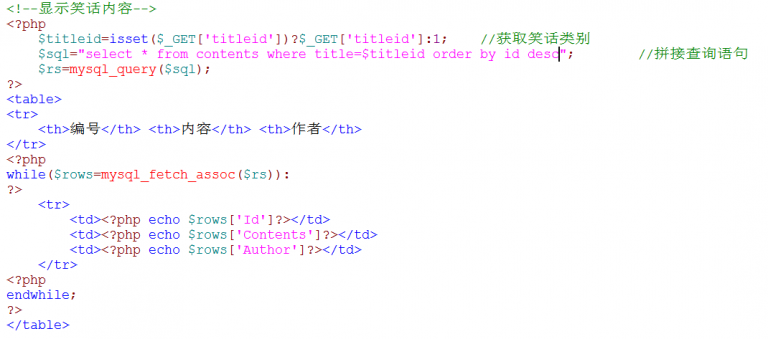 <!--显示笑话内容-->
<?php
$titleid=isset($_GET['titleid'])?$_GET['titleid']:1; //获取笑话类别
$sql="select * from contents where title=$titleid order by id desc"; //拼接查询语句
$rs=mysql_query($sql);
?>
<table>
<tr>
<th>编号</th> <th>内容</th> <th>作者</th>
</tr>
<?php
while($rows=mysql_fetch_assoc($rs)):
?>
<tr>
<td><?php echo $rows['Id']?></td>
<td><?php echo $rows['Contents']?></td>
<td><?php echo $rows['Author']?></td>
</tr>
<?php
endwhile;
?>
</table>